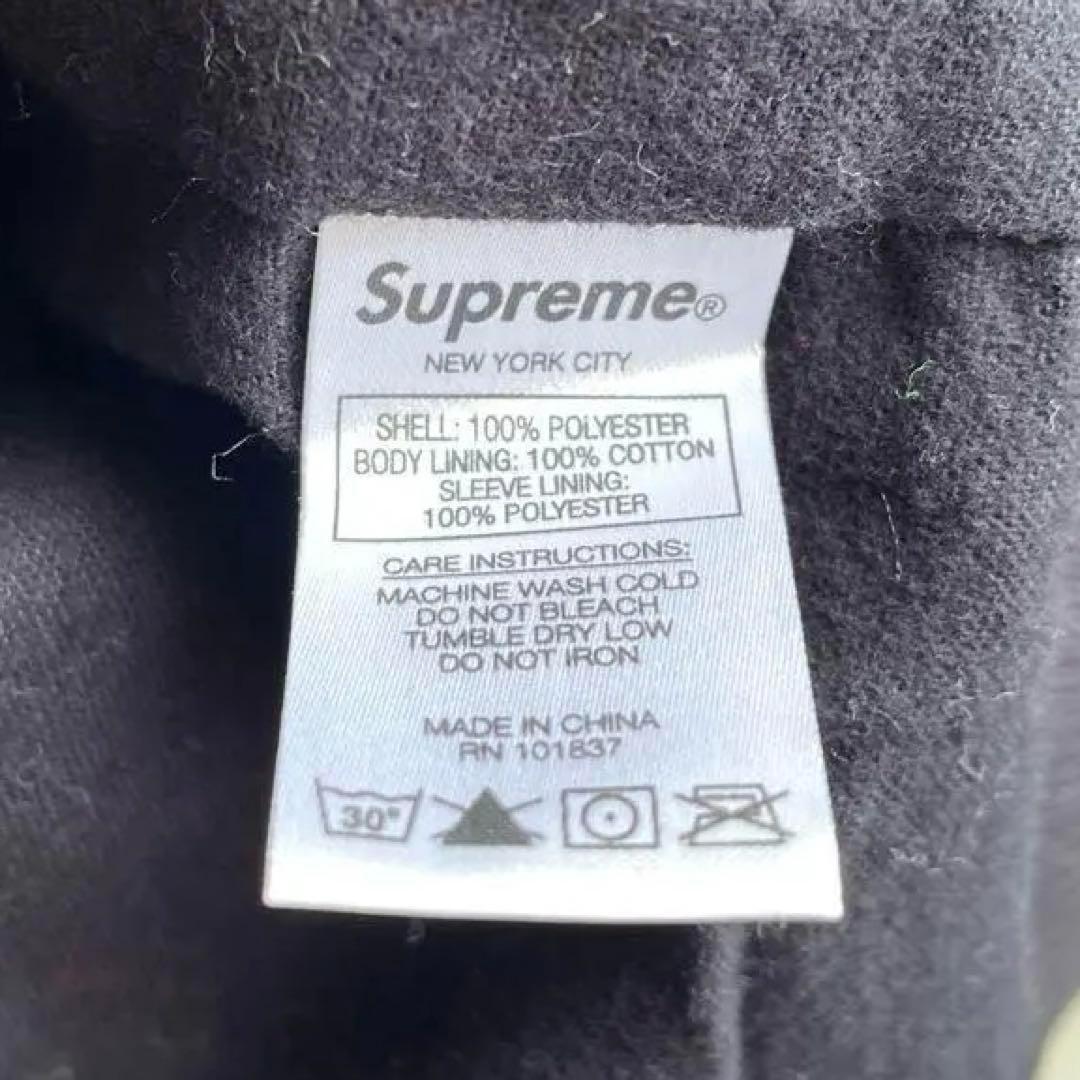 Supreme®
NEW YORK CITY
SHELL: 100% POLYESTER
BODY LINING: 100% COTTON
SLEEVE LINING:
100% POLYESTER
CARE INSTRUCTIONS:
MACHINE WASH COLD
DO NOT BLEACH
TUMBLE DRY LOW
DO NOT IRON
MADE IN CHINA
RN 101837
30°